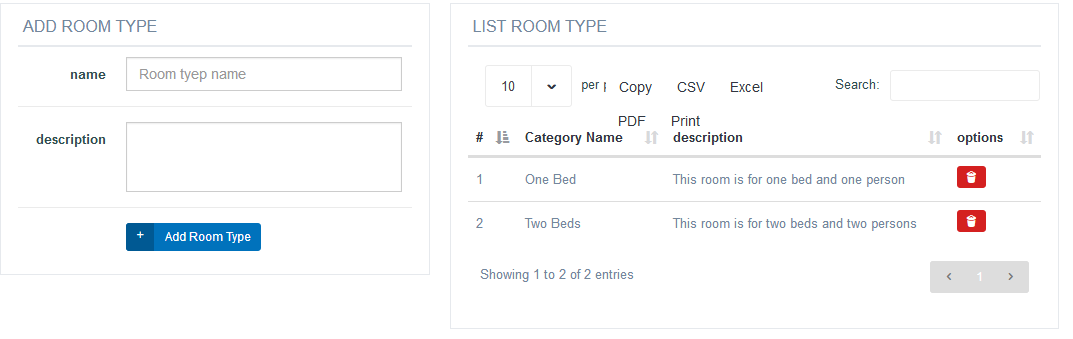 ADD ROOM TYPE
name
Room tyep name
description
+ Add Room Type
LIST ROOM TYPE
10 per p Copy CSV Excel Search:
PDF Print
# Category Name description options
1 One Bed This room is for one bed and one person
2 Two Beds This room is for two beds and two persons
Showing 1 to 2 of 2 entries
‹ 1 ›